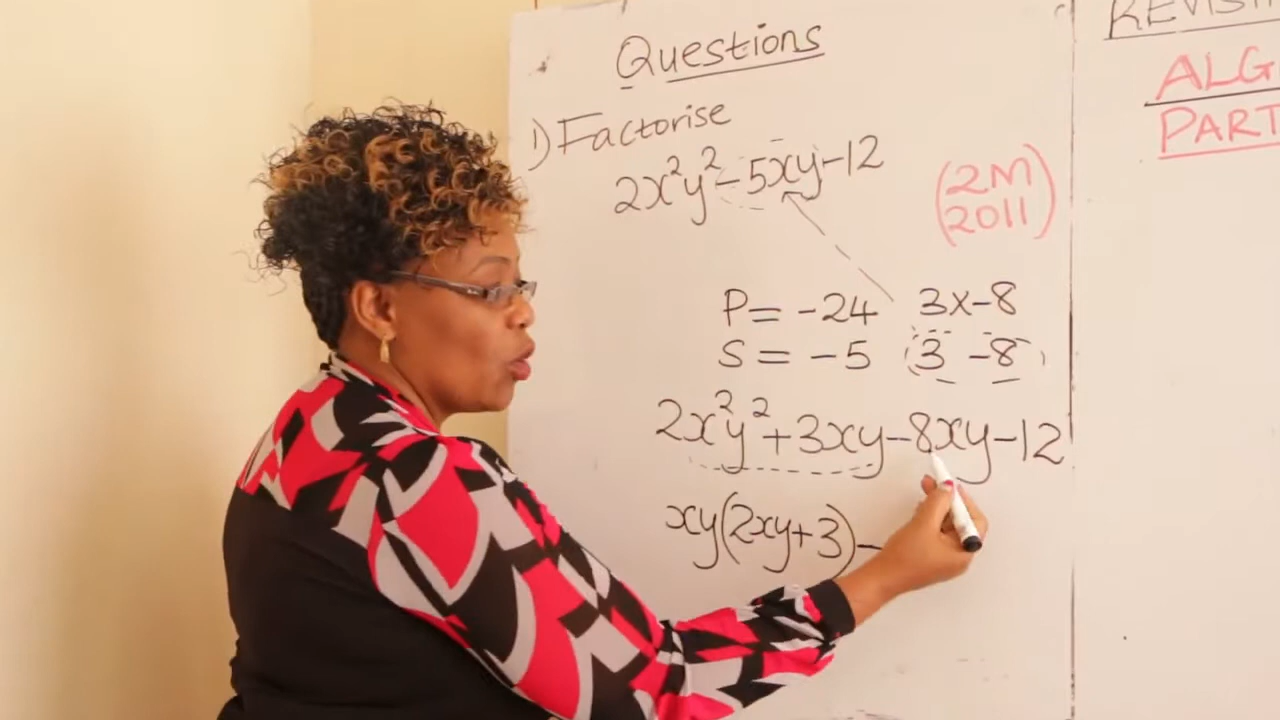 Questions
1) Factorise
2x²y² - 5xy - 12
(2M
2011)
P = -24 3x-8
S = -5 (3 -8)
2x²y² + 3xy - 8xy - 12
xy(2xy+3) -
ALG
PART